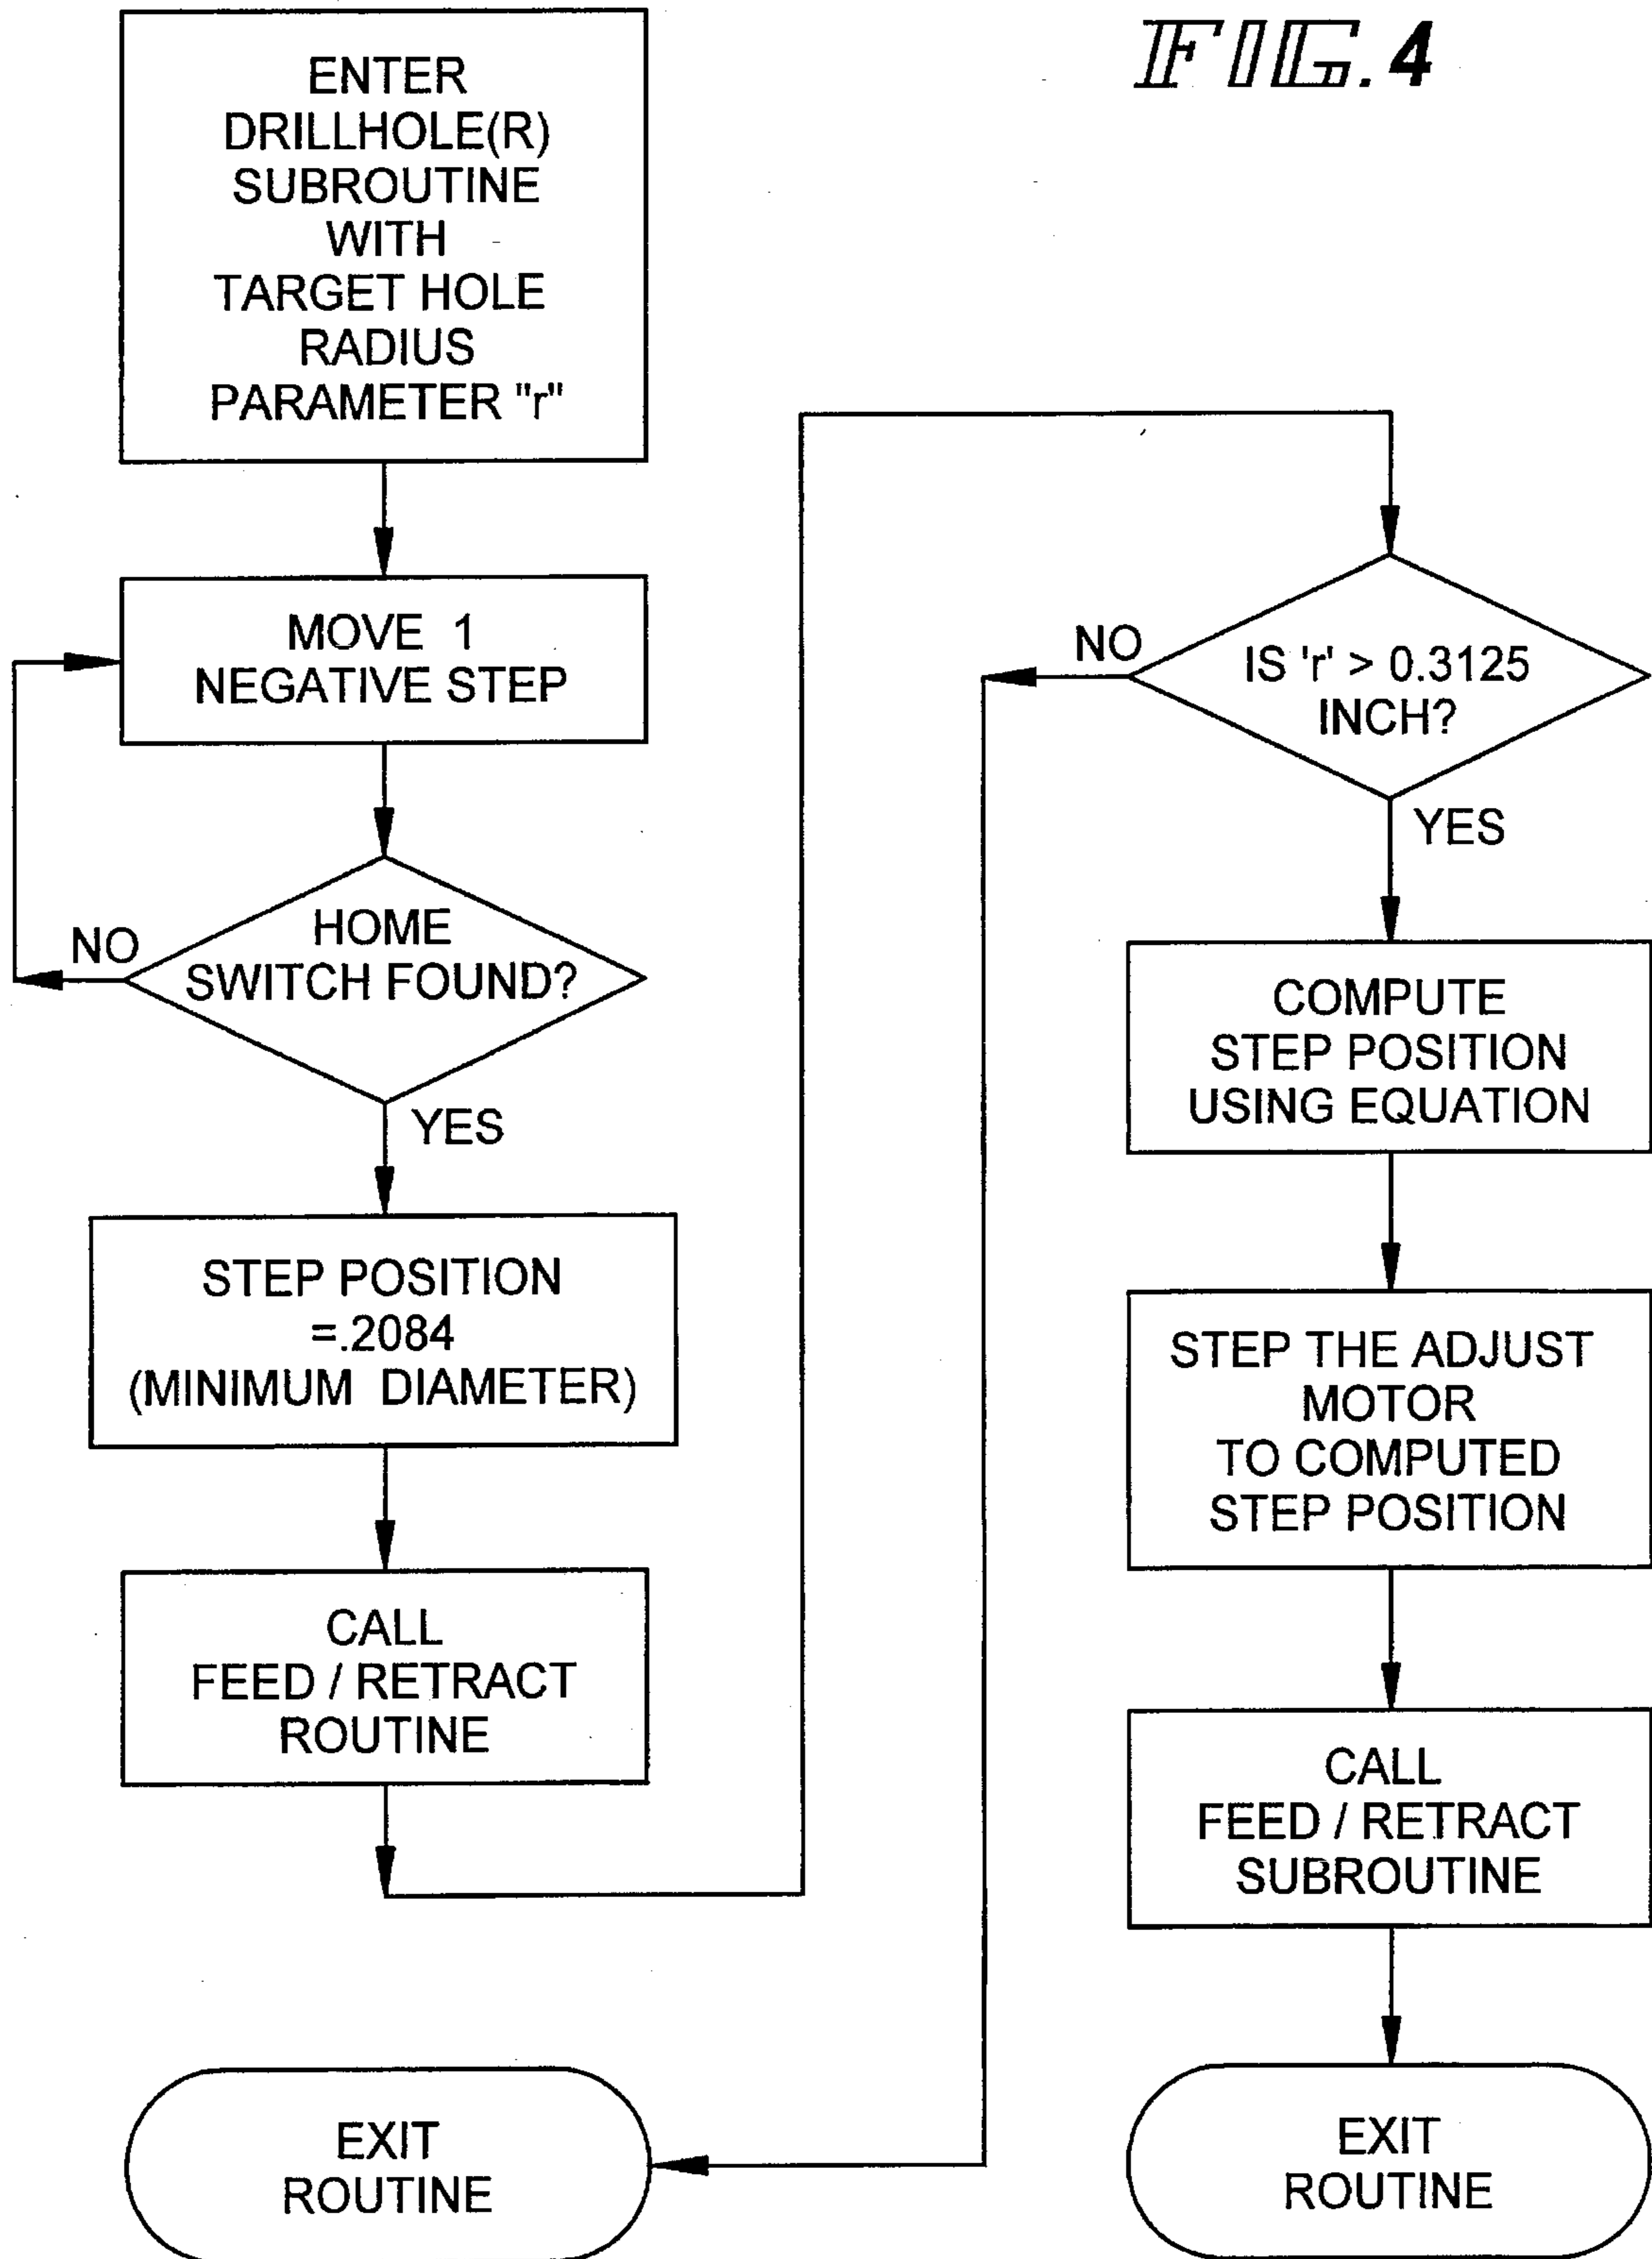 FIG. 4
ENTER
DRILLHOLE(R)
SUBROUTINE
WITH
TARGET HOLE
RADIUS
PARAMETER "r"
MOVE 1
NEGATIVE STEP
HOME
SWITCH FOUND?
NO
YES
STEP POSITION
=.2084
(MINIMUM DIAMETER)
CALL
FEED / RETRACT
ROUTINE
IS 'r' > 0.3125
INCH?
NO
YES
COMPUTE
STEP POSITION
USING EQUATION
STEP THE ADJUST
MOTOR
TO COMPUTED
STEP POSITION
CALL
FEED / RETRACT
SUBROUTINE
EXIT
ROUTINE
EXIT
ROUTINE